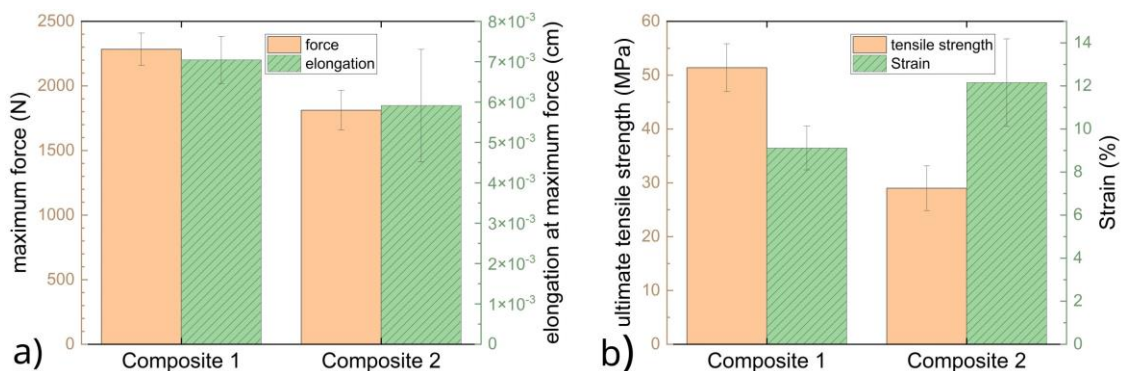 2500
2000
1500
1000
500
0
maximum force (N)
force
elongation
8×10⁻³
7×10⁻³
6×10⁻³
5×10⁻³
4×10⁻³
3×10⁻³
2×10⁻³
1×10⁻³
0
elongation at maximum force (cm)
a)
Composite 1
Composite 2
60
50
40
30
20
10
0
ultimate tensile strength (MPa)
tensile strength
Strain
14
12
10
8
6
4
2
0
Strain (%)
b)
Composite 1
Composite 2